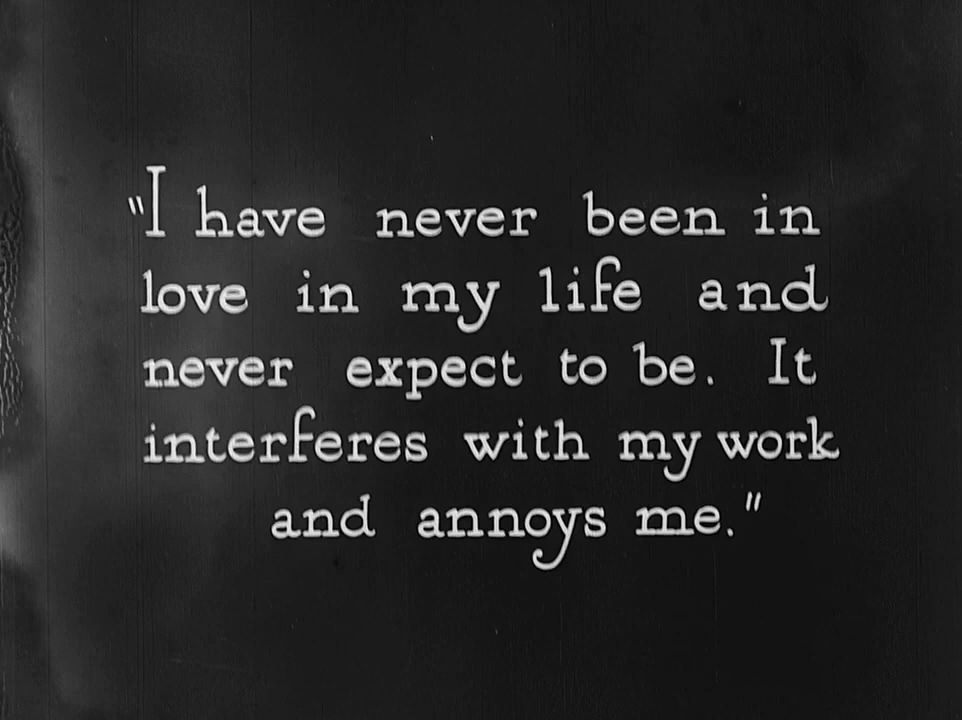 "I have never been in
love in my life and
never expect to be. It
interferes with my work
and annoys me."